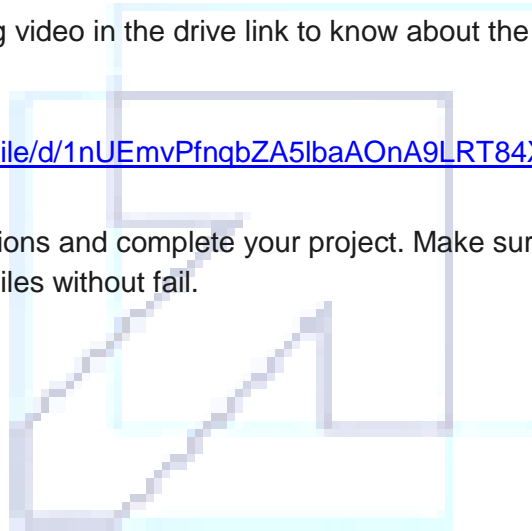 video in the drive link to know about the
ile/d/1nUEmvPfnqbZA5lbaAOnA9LRT84
ions and complete your project. Make sur
iles without fail.